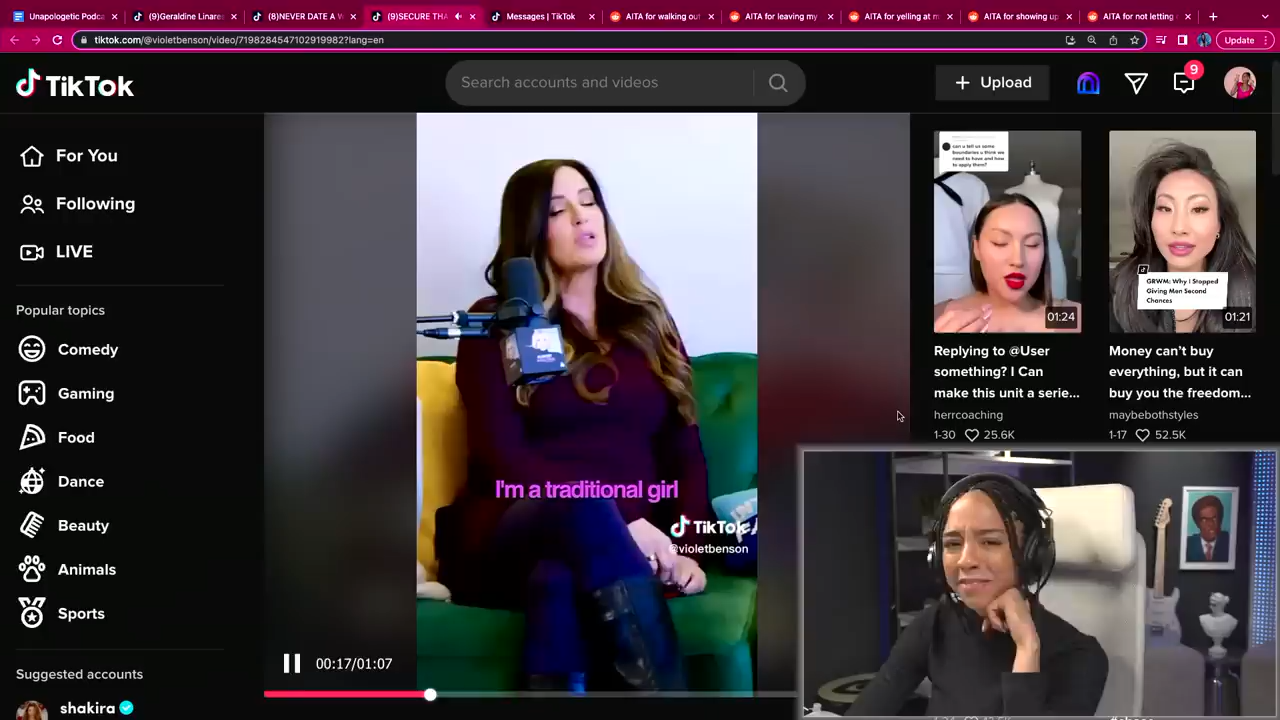 Unapologetic Podca
(9)Geraldine Linare
(8)NEVER DATE A W
(9)SECURE THA
Messages | TikTok
AITA for walking out
AITA for leaving my
AITA for yelling at m
AITA for showing up
AITA for not letting
tiktok.com/@violetbenson/video/7198284547102919982?lang=en
Update
TikTok
Search accounts and videos
Upload
9
For You
Following
LIVE
Popular topics
Comedy
Gaming
Food
Dance
Beauty
Animals
Sports
Suggested accounts
shakira
I'm a traditional girl
TikTok
@violetbenson
00:17/01:07
can u tell us some
boundaries u think we
need to have and how
to apply them?
01:24
Replying to @User
something? I Can
make this unit a serie...
herrcoaching
1-30 25.6K
GRWM: Why I Stopped
Giving Men Second
Chances
01:21
Money can't buy
everything, but it can
buy you the freedom...
maybebothstyles
1-17 52.5K